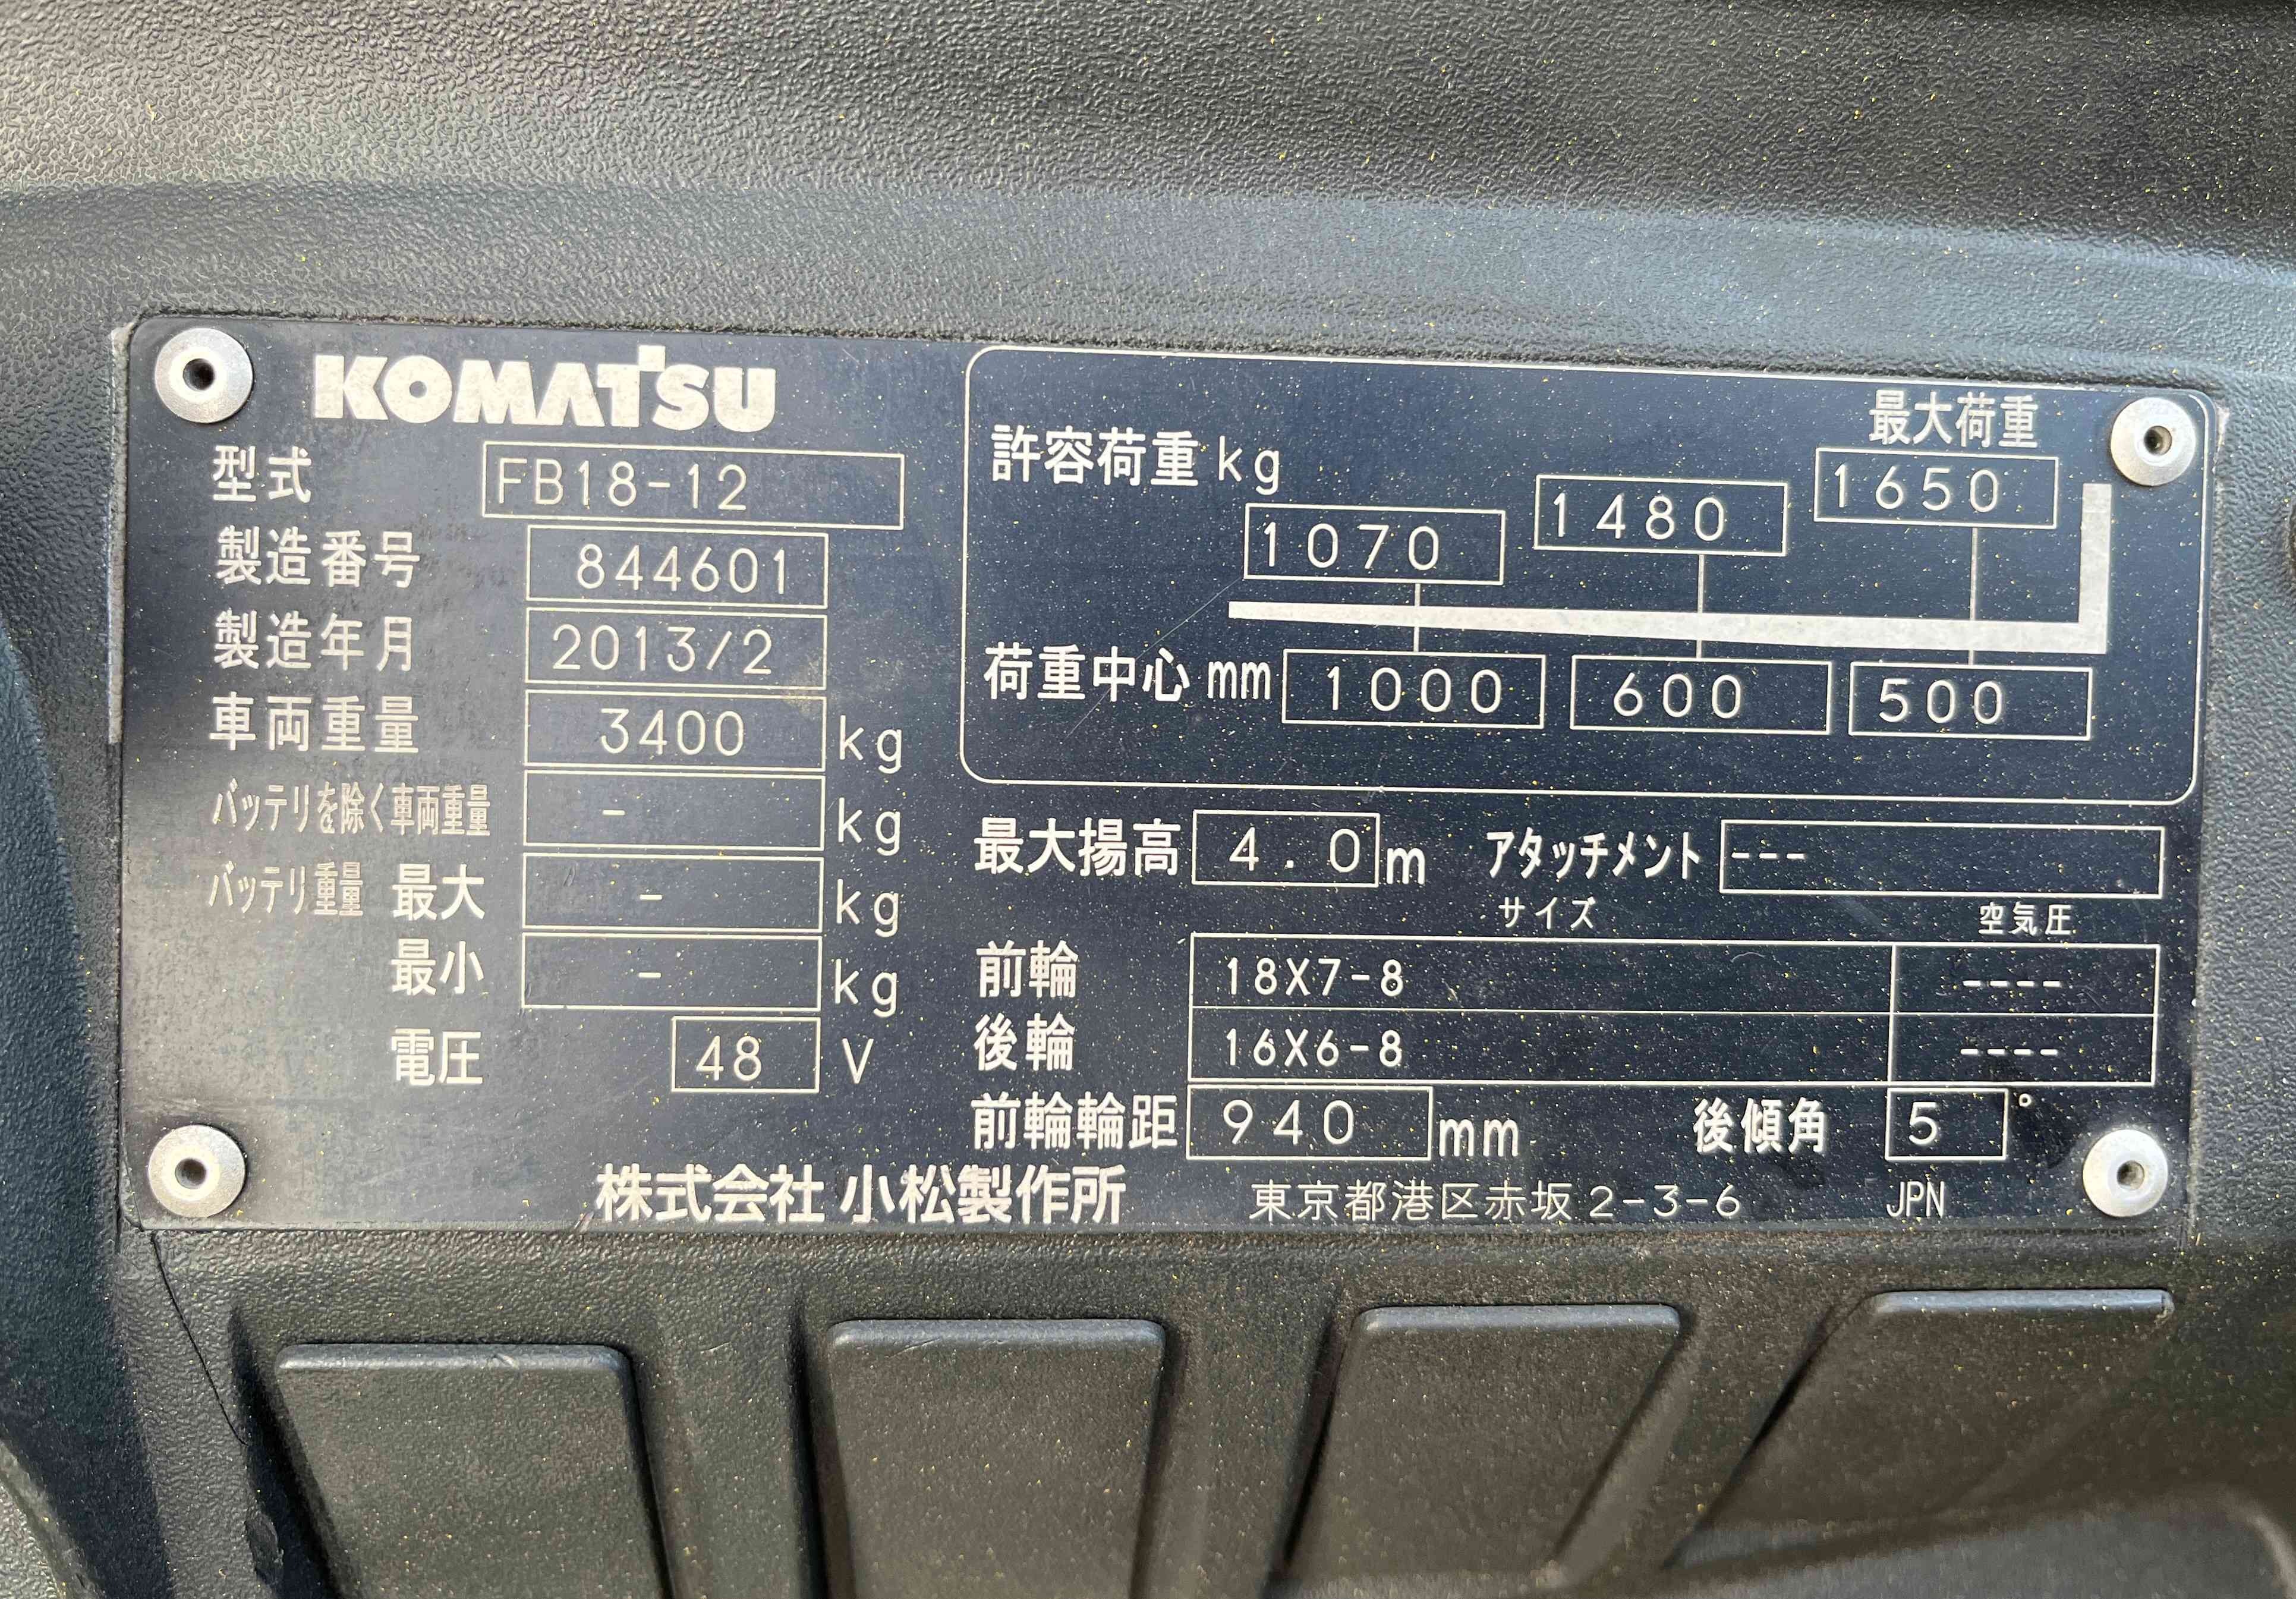 KOMATSU
型式 FB18-12
製造番号 844601
製造年月 2013/2
車両重量 3400 kg
バッテリを除く車両重量 - kg
バッテリ重量 最大 - kg
最小 - kg
電圧 48 V
最大荷重
許容荷重 kg 1070 1480 1650
荷重中心 mm 1000 600 500
最大揚高 4.0 m アタッチメント ---
サイズ 空気圧
前輪 18X7-8 ----
後輪 16X6-8 ----
前輪輪距 940 mm 後傾角 5 °
株式会社 小松製作所 東京都港区赤坂2-3-6 JPN